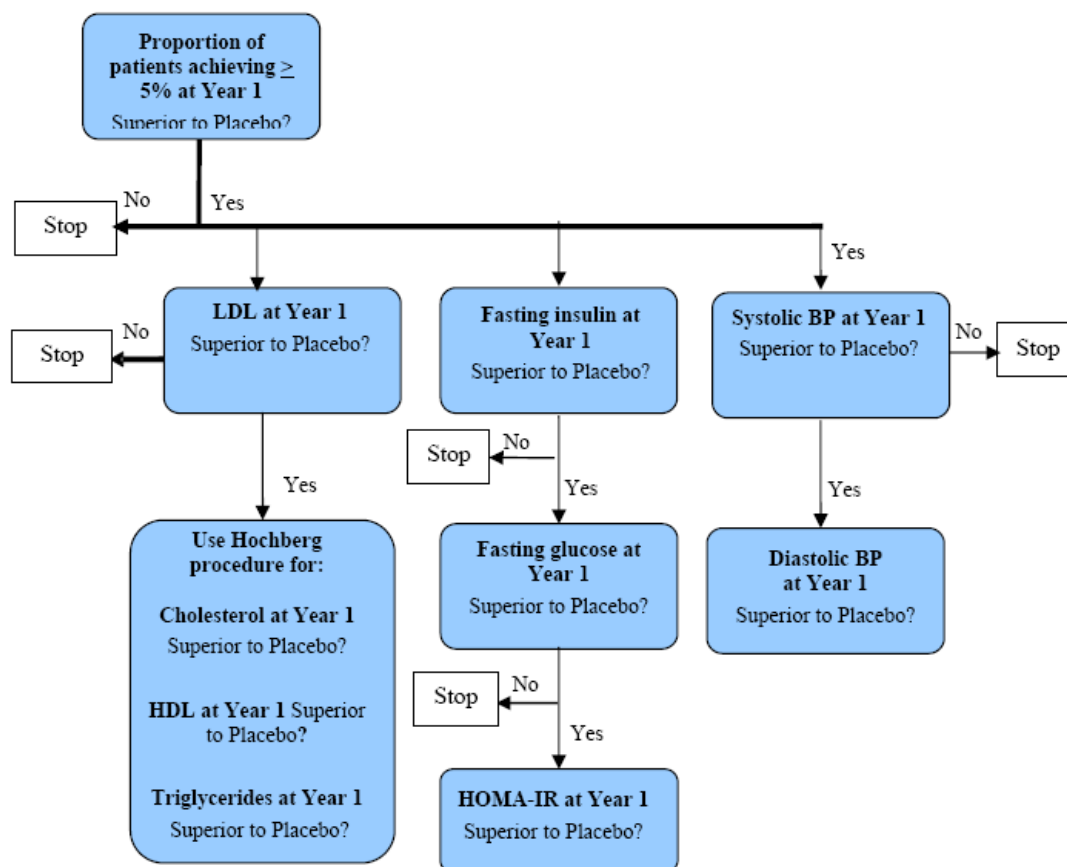 Proportion of
patients achieving ≥
5% at Year 1
Superior to Placebo?
No
Yes
Stop
Yes
LDL at Year 1
Superior to Placebo?
No
Stop
Fasting insulin at
Year 1
Superior to Placebo?
Systolic BP at Year 1
Superior to Placebo?
No
Stop
Yes
No
Stop
Yes
Yes
Use Hochberg
procedure for:
Cholesterol at Year 1
Superior to Placebo?
HDL at Year 1 Superior
to Placebo?
Triglycerides at Year 1
Superior to Placebo?
Fasting glucose at
Year 1
Superior to Placebo?
Diastolic BP
at Year 1
Superior to Placebo?
No
Stop
Yes
HOMA-IR at Year 1
Superior to Placebo?